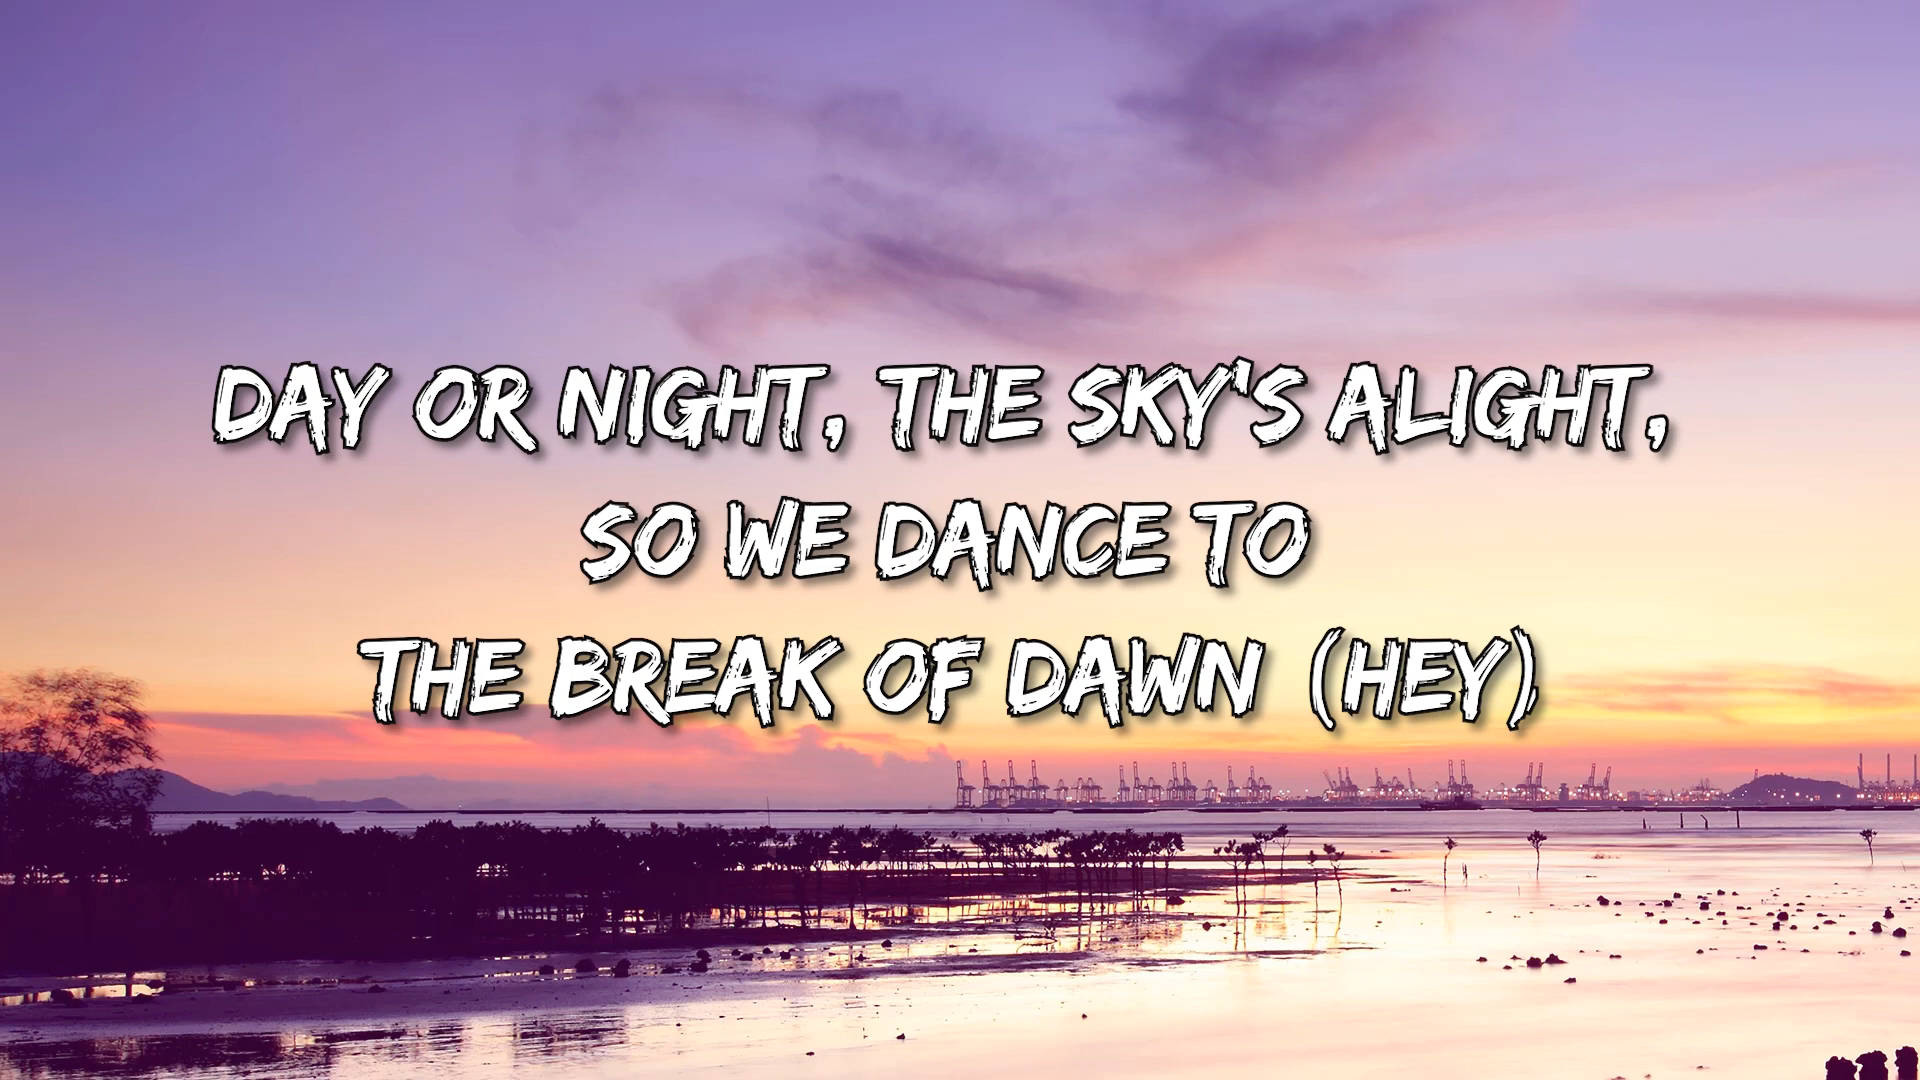 DAY OR NIGHT, THE SKY'S ALIGHT,
SO WE DANCE TO
THE BREAK OF DAWN (HEY)